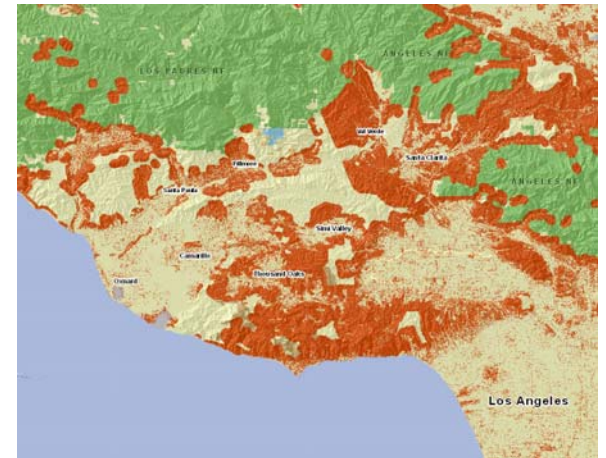 ANGELES NF
LOS PADRES NF
Val Verde
Santa Clarita
Fillmore
ANGELES NF
Santa Paula
Simi Valley
Camarillo
Thousand Oaks
Oxnard
Los Angeles